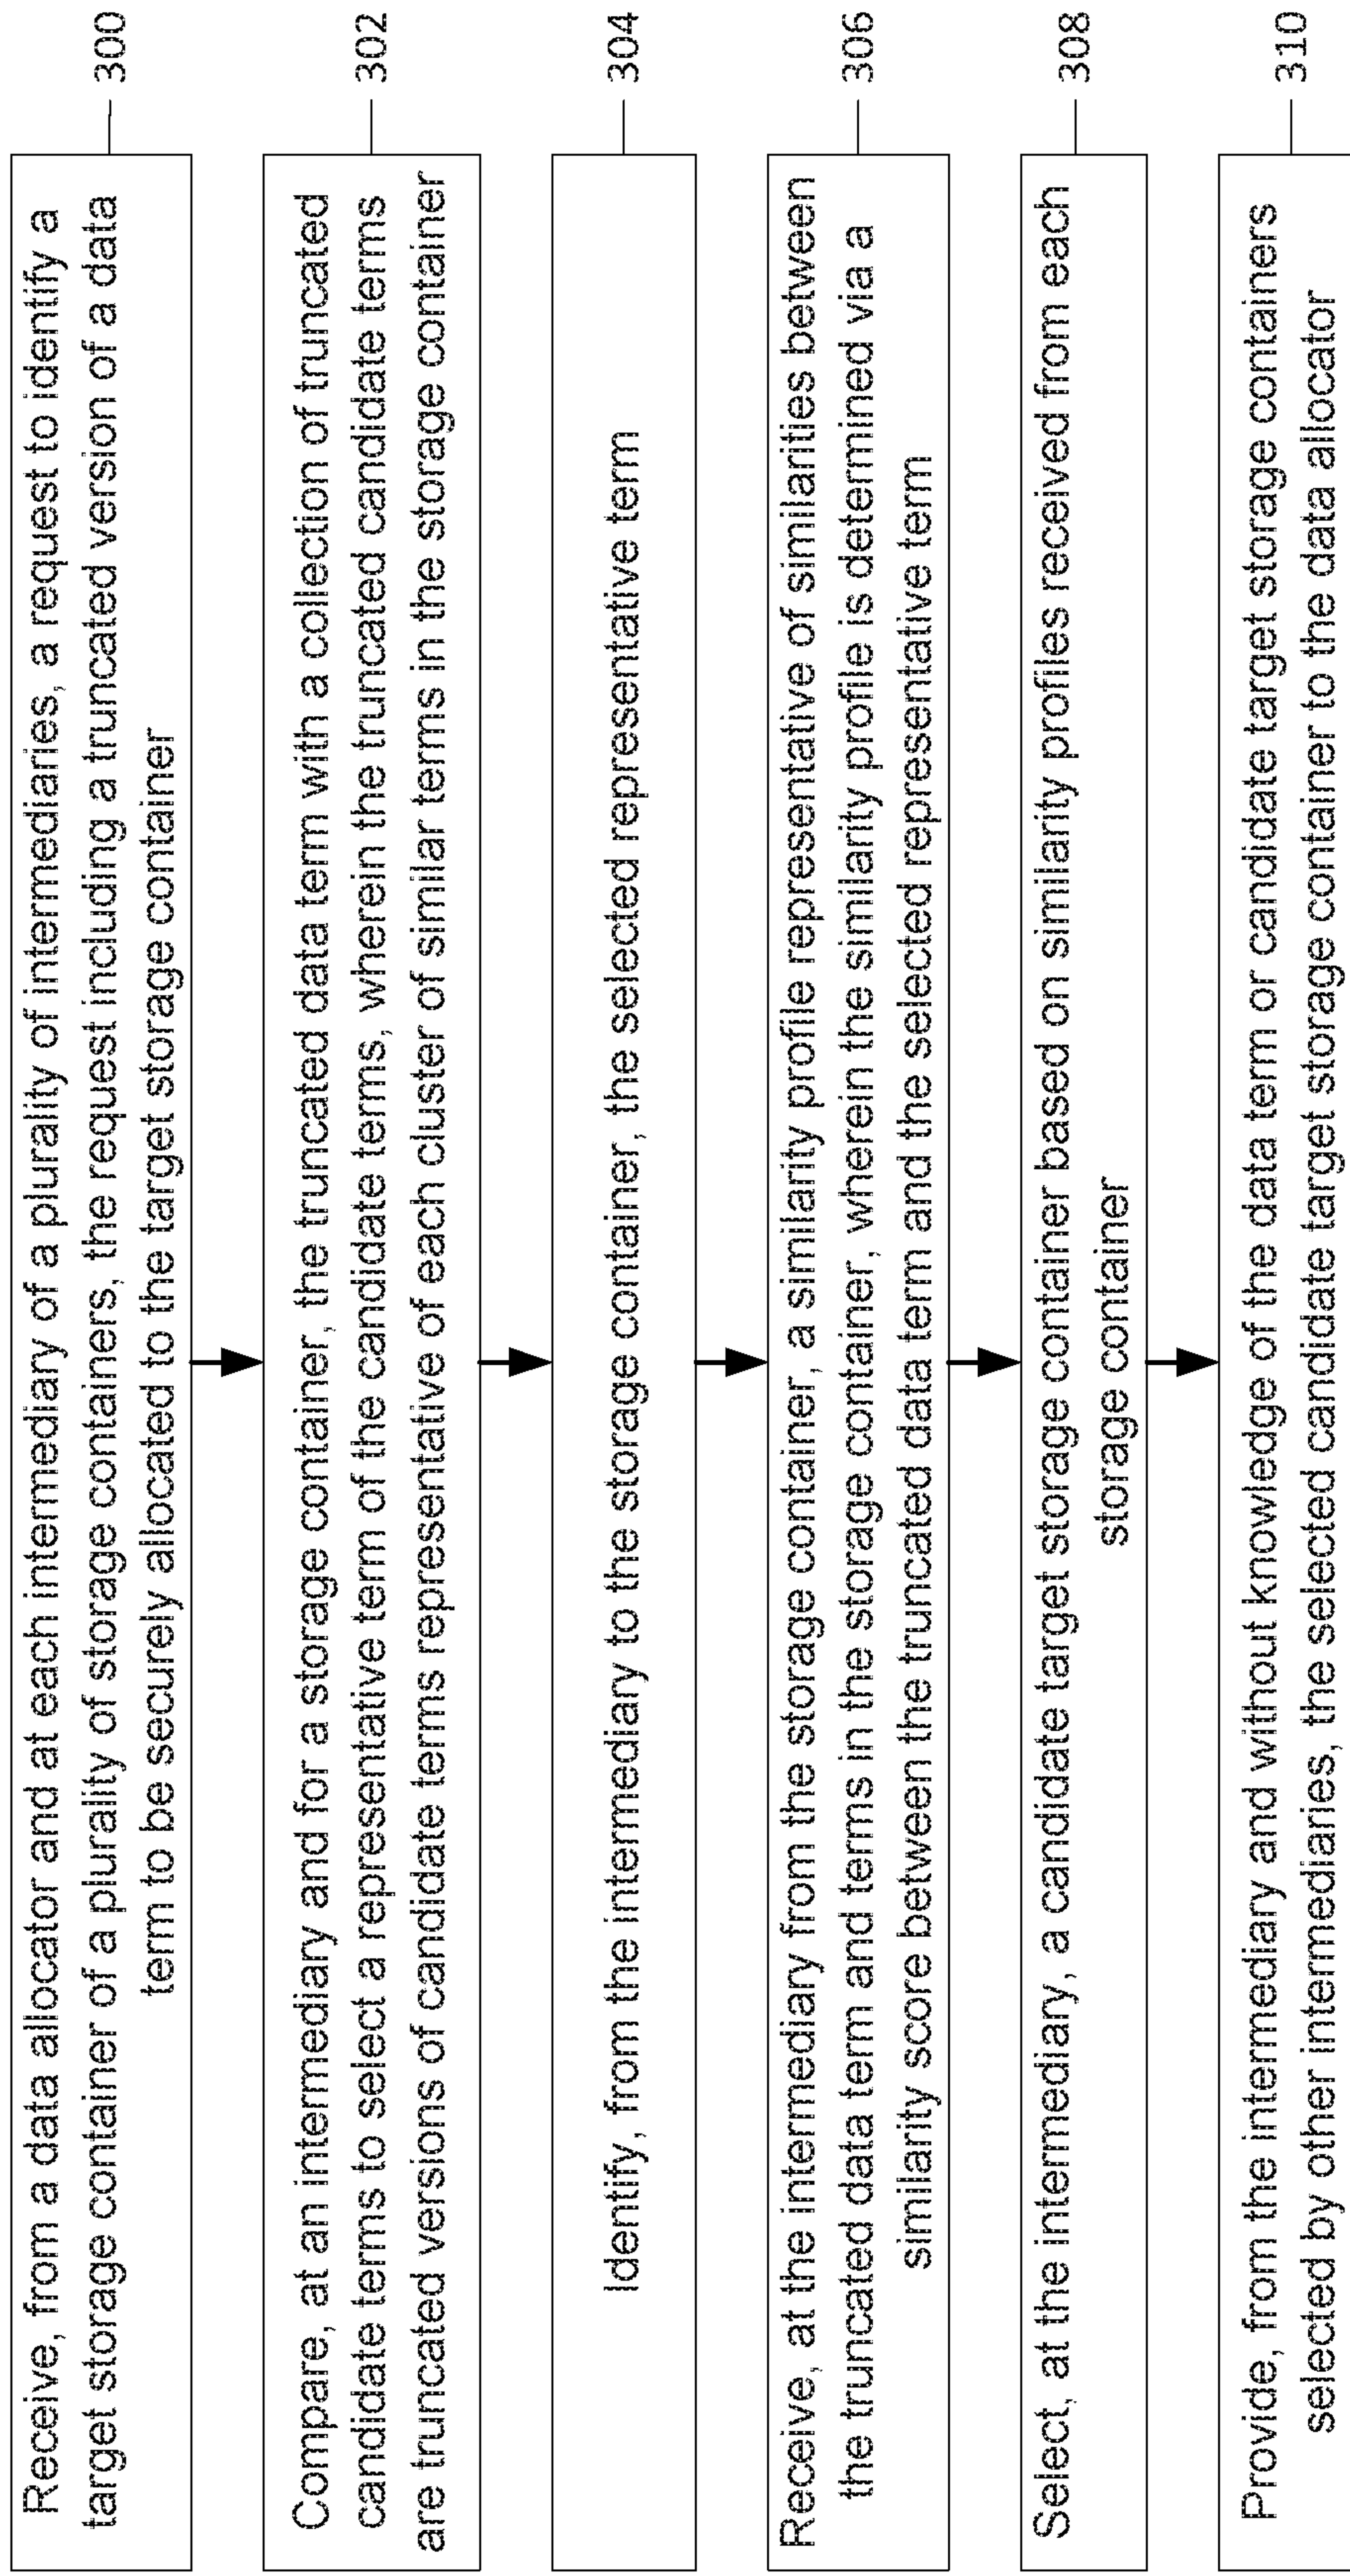 Receive, from a data allocator and at each intermediary of a plurality of intermediaries, a request to identify a
target storage container of a plurality of storage containers, the request including a truncated version of a data
term to be securely allocated to the target storage container
300
Compare, at an intermediary and for a storage container, the truncated data term with a collection of truncated
candidate terms to select a representative term of the candidate terms, wherein the truncated candidate terms
are truncated versions of candidate terms representative of each cluster of similar terms in the storage container
302
Identify, from the intermediary to the storage container, the selected representative term
304
Receive, at the intermediary from the storage container, a similarity profile representative of similarities between
the truncated data term and terms in the storage container, wherein the similarity profile is determined via a
similarity score between the truncated data term and the selected representative term
306
Select, at the intermediary, a candidate target storage container based on similarity profiles received from each
storage container
308
Provide, from the intermediary and without knowledge of the data term or candidate target storage containers
selected by other intermediaries, the selected candidate target storage container to the data allocator
310